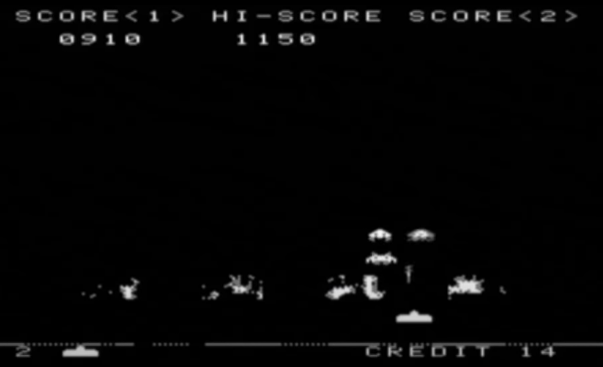 SCORE<1> HI-SCORE SCORE<2>
0910 1150
2 CREDIT 14